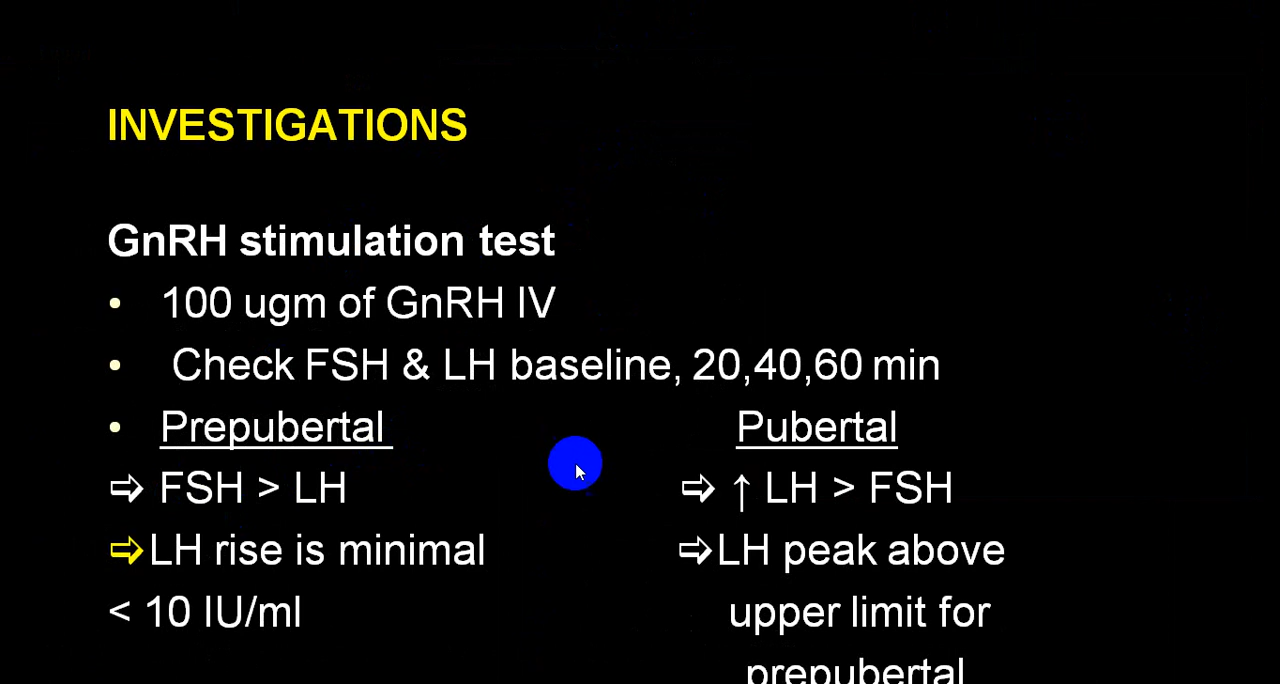 INVESTIGATIONS
GnRH stimulation test
• 100 ugm of GnRH IV
• Check FSH & LH baseline, 20,40,60 min
• Prepubertal Pubertal
⇨ FSH > LH ⇨ ↑ LH > FSH
⇨LH rise is minimal ⇨LH peak above
< 10 IU/ml upper limit for
prepubertal